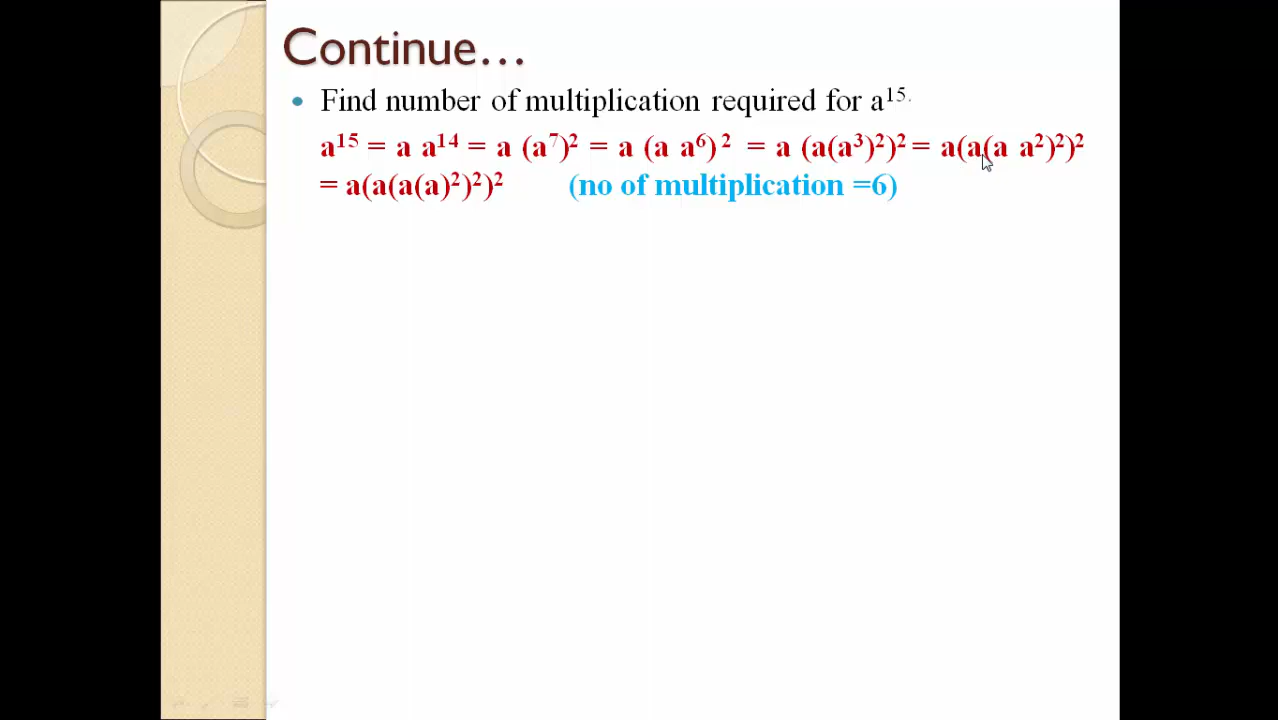 Continue…
• Find number of multiplication required for a¹⁵·
a¹⁵ = a a¹⁴ = a (a⁷)² = a (a a⁶) ² = a (a(a³)²)² = a(a(a a²)²)²
= a(a(a(a)²)²)² (no of multiplication =6)